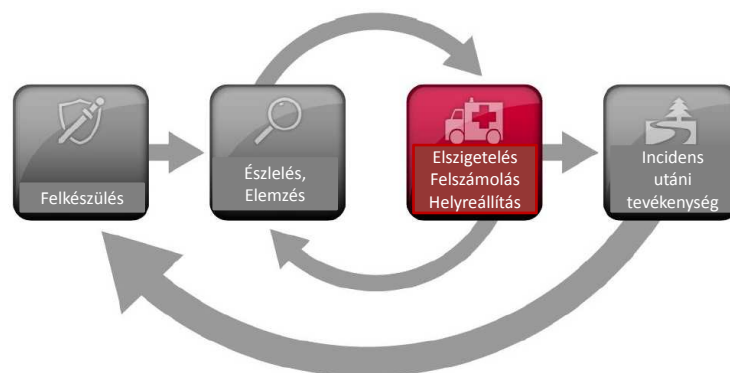 Felkészülés
Észlelés,
Elemzés
Elszigetelés
Felszámolás
Helyreállítás
Incidens
utáni
tevékenység